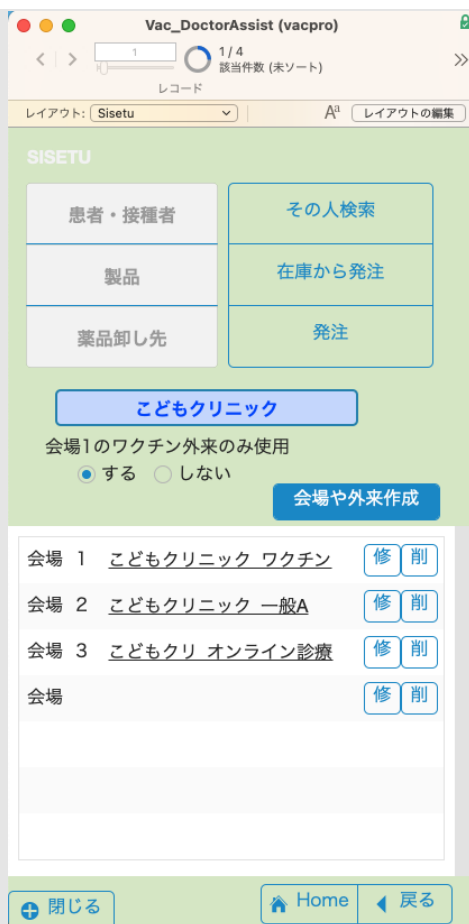 Vac_DoctorAssist (vacpro)
1
1 / 4
該当件数 (未ソート)
レコード
レイアウト: Sisetu
Aa レイアウトの編集
SISETU
患者・接種者
その人検索
製品
在庫から発注
薬品卸し先
発注
こどもクリニック
会場1のワクチン外来のみ使用
する しない
会場や外来作成
会場 1 こどもクリニック ワクチン 修 削
会場 2 こどもクリニック 一般A 修 削
会場 3 こどもクリ オンライン診療 修 削
会場 修 削
閉じる Home 戻る